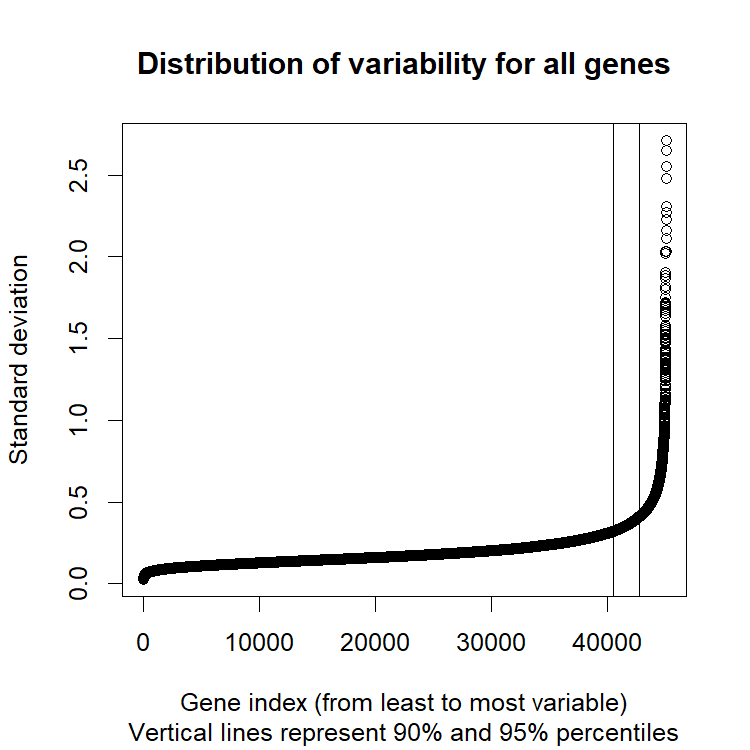 Distribution of variability for all genes
Standard deviation
2.5
2.0
1.5
1.0
0.5
0.0
0 10000 20000 30000 40000
Gene index (from least to most variable)
Vertical lines represent 90% and 95% percentiles